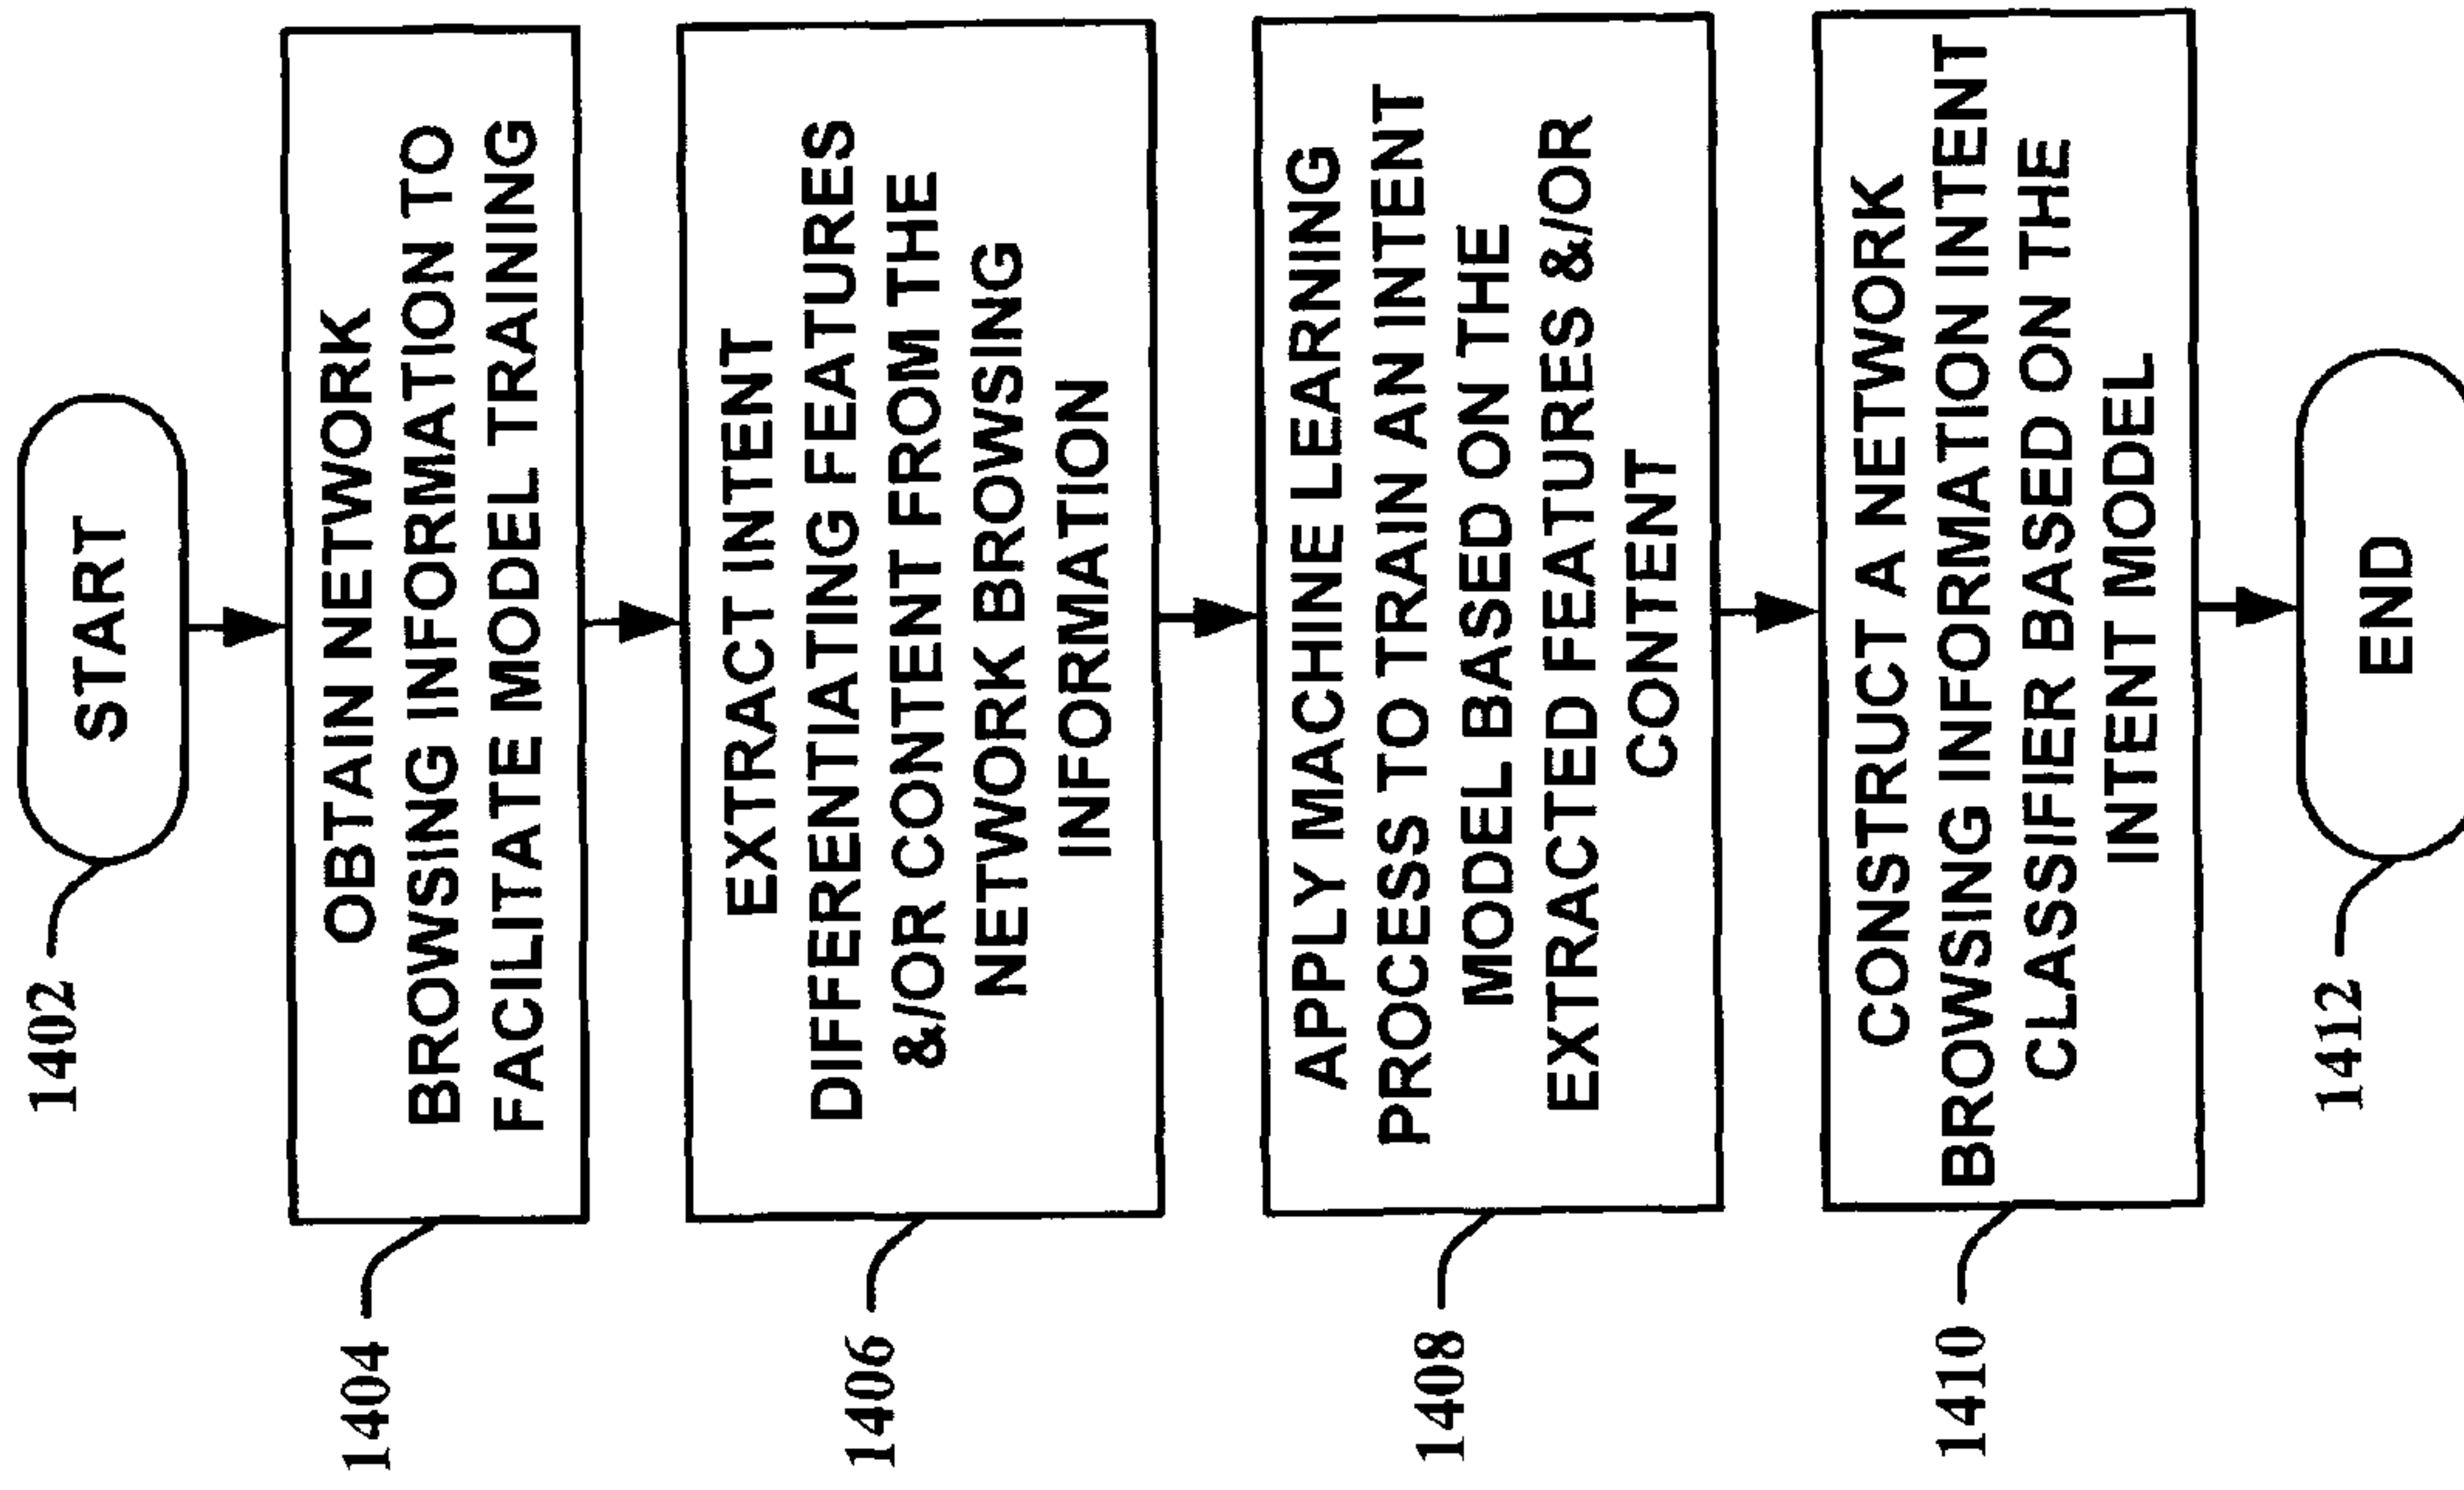 START
1402
OBTAIN NETWORK
BROWSING INFORMATION TO
FACILITATE MODEL TRAINING
1404
EXTRACT INTENT
DIFFERENTIATING FEATURES
&/OR CONTENT FROM THE
NETWORK BROWSING
INFORMATION
1406
APPLY MACHINE LEARNING
PROCESS TO TRAIN AN INTENT
MODEL BASED ON THE
EXTRACTED FEATURES &/OR
CONTENT
1408
CONSTRUCT A NETWORK
BROWSING INFORMATION INTENT
CLASSIFIER BASED ON THE
INTENT MODEL
1410
END
1412